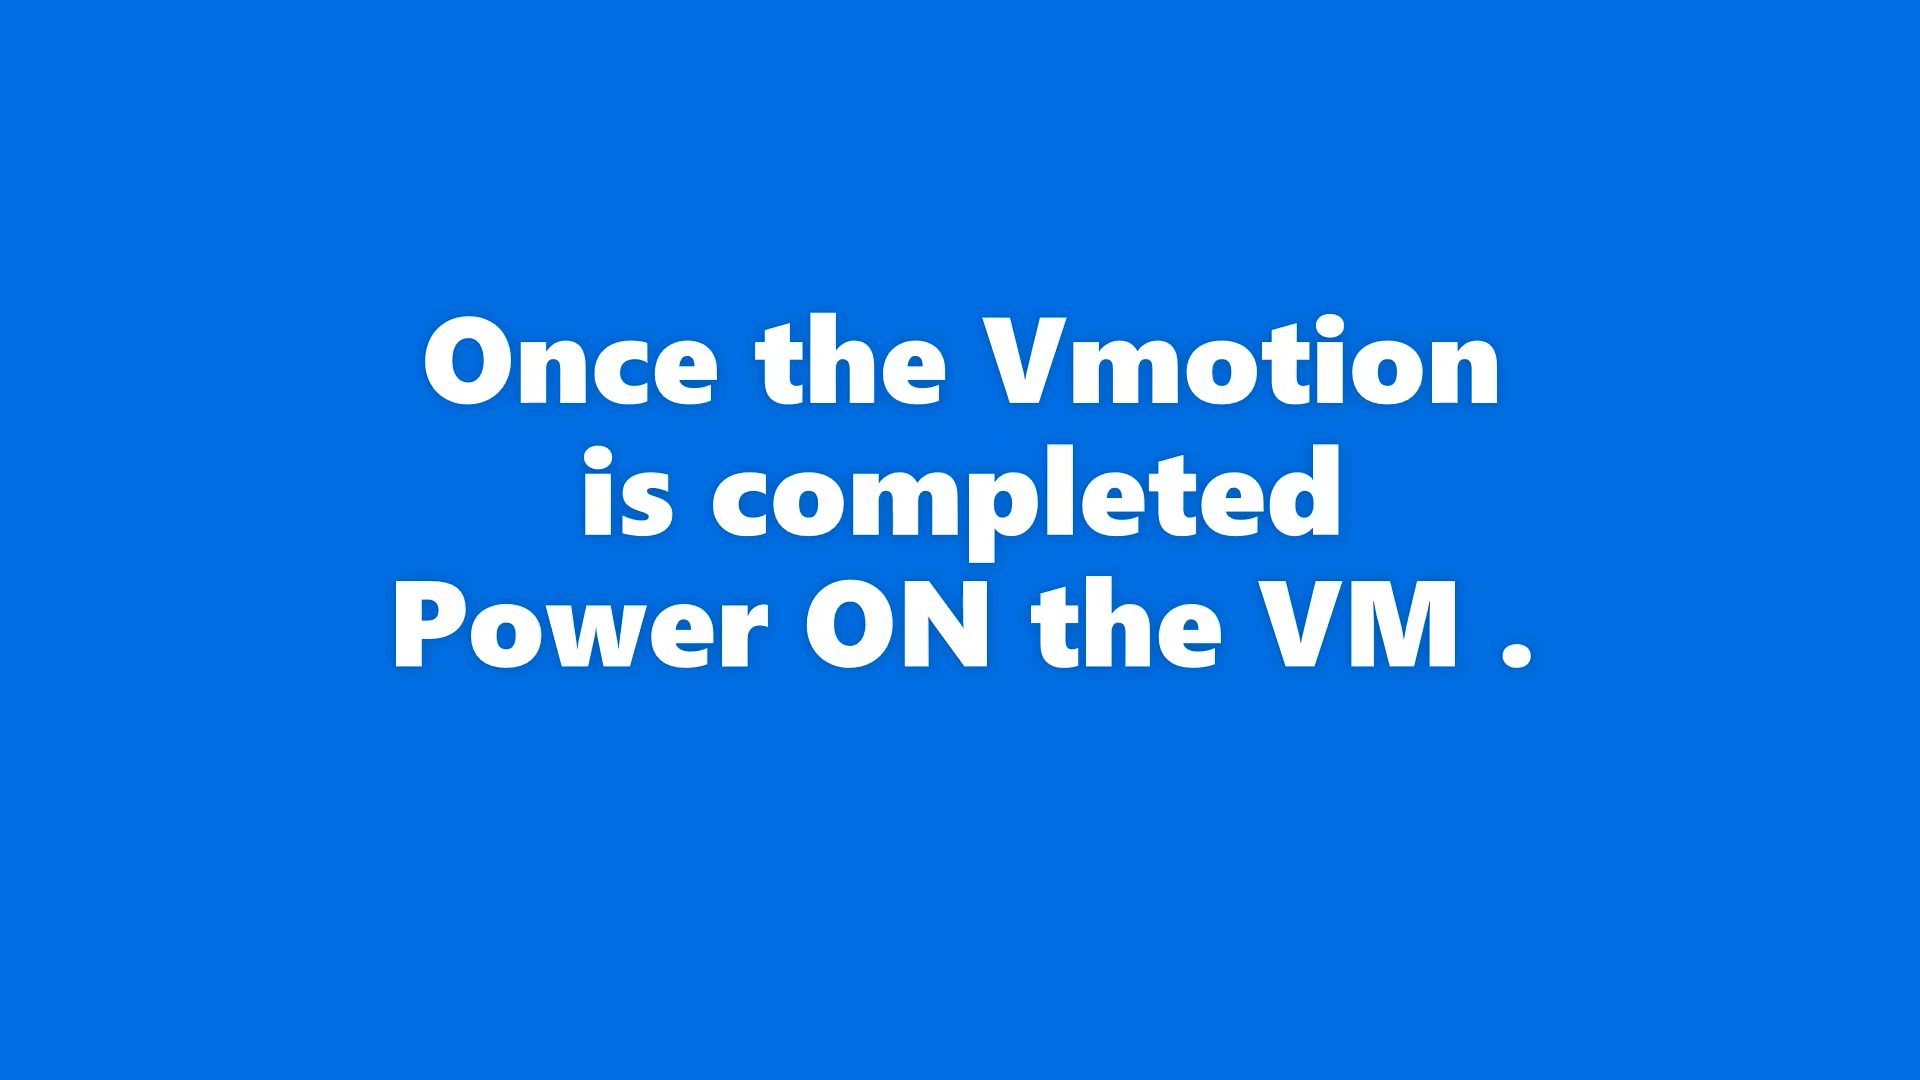 Once the Vmotion
is completed
Power ON the VM .